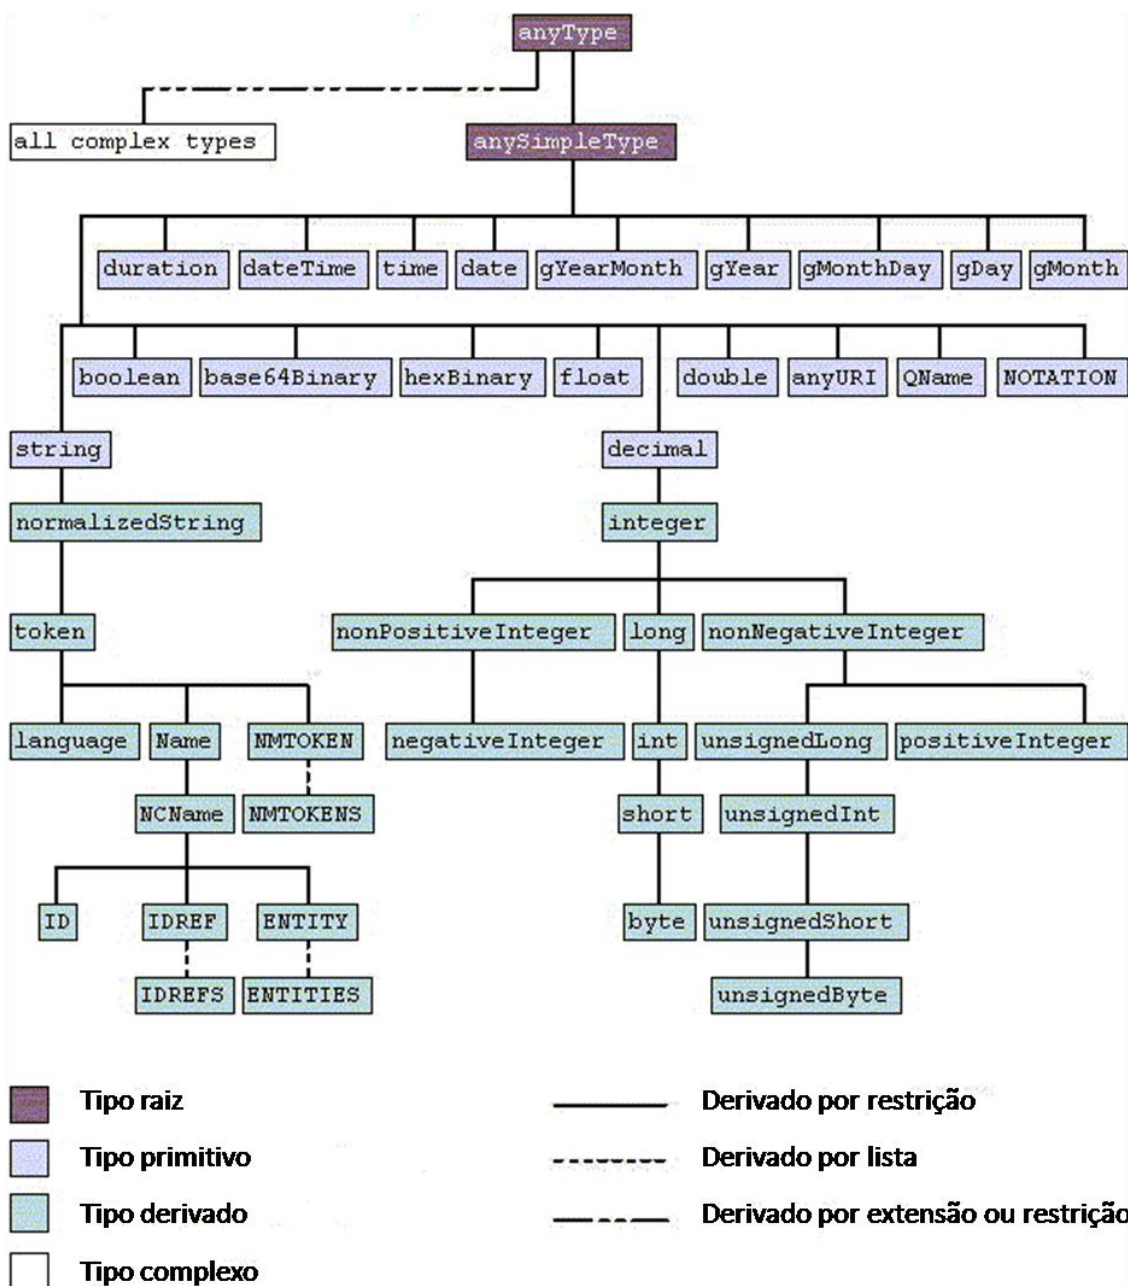 anyType
all complex types
anySimpleType
duration dateTime time date gYearMonth gYear gMonthDay gDay gMonth
boolean base64Binary hexBinary float double anyURI QName NOTATION
string decimal
normalizedString integer
token nonPositiveInteger long nonNegativeInteger
language Name NMTOKEN negativeInteger int unsignedLong positiveInteger
NCName NMTOKENS short unsignedInt
ID IDREF ENTITY byte unsignedShort
IDREFS ENTITIES unsignedByte
Tipo raiz Derivado por restrição
Tipo primitivo Derivado por lista
Tipo derivado Derivado por extensão ou restrição
Tipo complexo